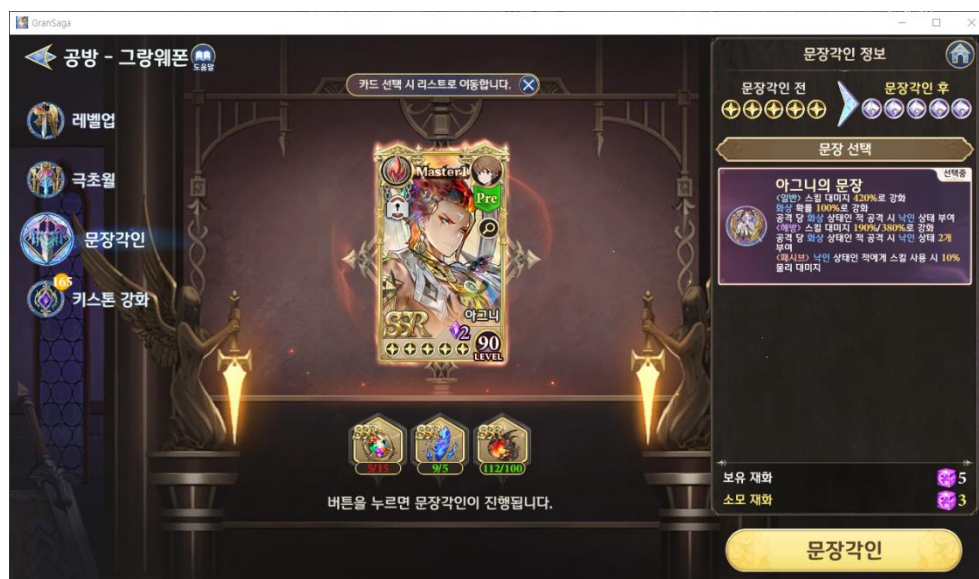 GranSaga
공방 - 그랑웨폰
도움말
레벨업
극초월
문장각인
165
키스톤 강화
카드 선택 시 리스트로 이동합니다.
Master1
Pre
아그니
SSR
2
90
LEVEL
SSR
SSR
SSR
5/15
9/5
112/100
버튼을 누르면 문장각인이 진행됩니다.
문장각인 정보
문장각인 전
문장각인 후
문장 선택
선택중
아그니의 문장
<일반> 스킬 대미지 420%로 강화
화상 확률 100%로 강화
공격 당 화상 상태인 적 공격 시 낙인 상태 부여
<해방> 스킬 대미지 190%/380%로 강화
공격 당 화상 상태인 적 공격 시 낙인 상태 2개
부여
<패시브> 낙인 상태인 적에게 스킬 사용 시 10%
물리 대미지
보유 재화
5
소모 재화
3
문장각인